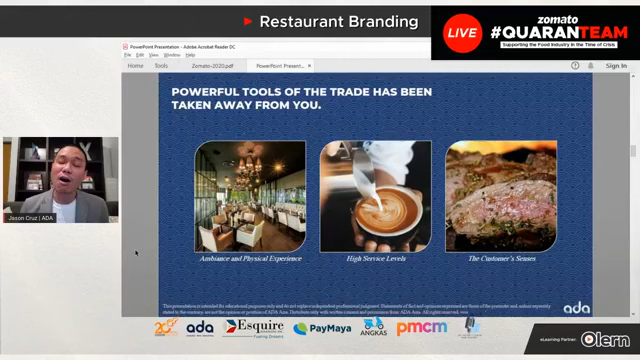 Restaurant Branding
LIVE
zomato
#QUARANTEAM
Supporting the Food Industry in the Time of Crisis
PowerPoint Presentation - Adobe Acrobat Reader DC
File Edit View Window Help
Home Tools Zomato-2020.pdf PowerPoint Present... × Sign In
POWERFUL TOOLS OF THE TRADE HAS BEEN
TAKEN AWAY FROM YOU.
Jason Cruz | ADA
Ambiance and Physical Experience
High Service Levels
The Customer's Senses
ada
ada
Esquire
Fueling Dreams
PayMaya
ANGKAS
pmcm
eLearning Partner:
Olern